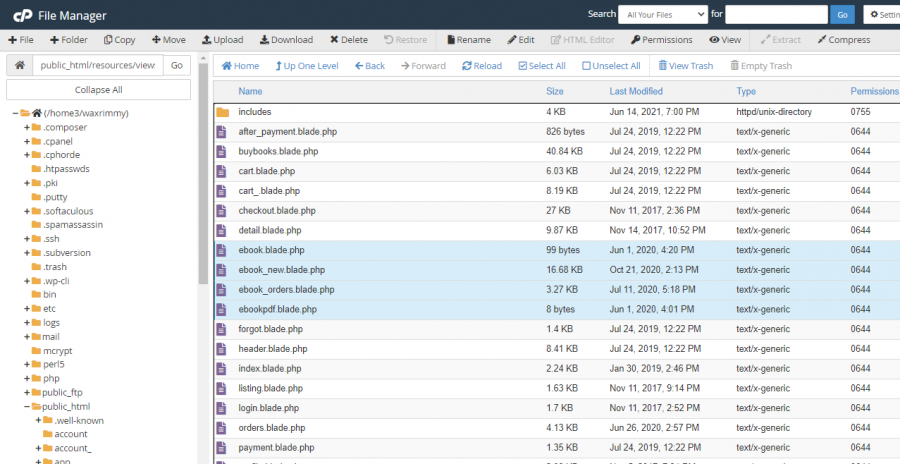 cP File Manager
Search All Your Files for Go Settin
File Folder Copy Move Upload Download Delete Restore Rename Edit HTML Editor Permissions View Extract Compress
public_html/resources/view Go
Home Up One Level Back Forward Reload Select All Unselect All View Trash Empty Trash
Collapse All
(/home3/waxrimmy)
.composer
.cpanel
.cphorde
.htpasswds
.pki
.putty
.softaculous
.spamassassin
.ssh
.subversion
.trash
.wp-cli
bin
etc
logs
mail
mcrypt
perl5
php
public_ftp
public_html
.well-known
account
account_
Name Size Last Modified Type Permissions
includes 4 KB Jun 14, 2021, 7:00 PM httpd/unix-directory 0755
after_payment.blade.php 826 bytes Jul 24, 2019, 12:22 PM text/x-generic 0644
buybooks.blade.php 40.84 KB Jul 24, 2019, 12:22 PM text/x-generic 0644
cart.blade.php 6.03 KB Jul 24, 2019, 12:22 PM text/x-generic 0644
cart_.blade.php 8.19 KB Jul 24, 2019, 12:22 PM text/x-generic 0644
checkout.blade.php 27 KB Nov 11, 2017, 2:36 PM text/x-generic 0644
detail.blade.php 9.87 KB Nov 14, 2017, 10:52 PM text/x-generic 0644
ebook.blade.php 99 bytes Jun 1, 2020, 4:20 PM text/x-generic 0644
ebook_new.blade.php 16.68 KB Oct 21, 2020, 2:13 PM text/x-generic 0644
ebook_orders.blade.php 3.27 KB Jul 11, 2020, 5:18 PM text/x-generic 0644
ebookpdf.blade.php 8 bytes Jun 1, 2020, 4:01 PM text/x-generic 0644
forgot.blade.php 1.4 KB Jul 24, 2019, 12:22 PM text/x-generic 0644
header.blade.php 8.41 KB Jul 24, 2019, 12:22 PM text/x-generic 0644
index.blade.php 2.24 KB Jan 30, 2019, 2:46 PM text/x-generic 0644
listing.blade.php 1.63 KB Nov 11, 2017, 9:14 PM text/x-generic 0644
login.blade.php 1.7 KB Nov 11, 2017, 2:52 PM text/x-generic 0644
orders.blade.php 4.13 KB Jun 26, 2020, 2:57 PM text/x-generic 0644
payment.blade.php 1.35 KB Jul 24, 2019, 12:22 PM text/x-generic 0644